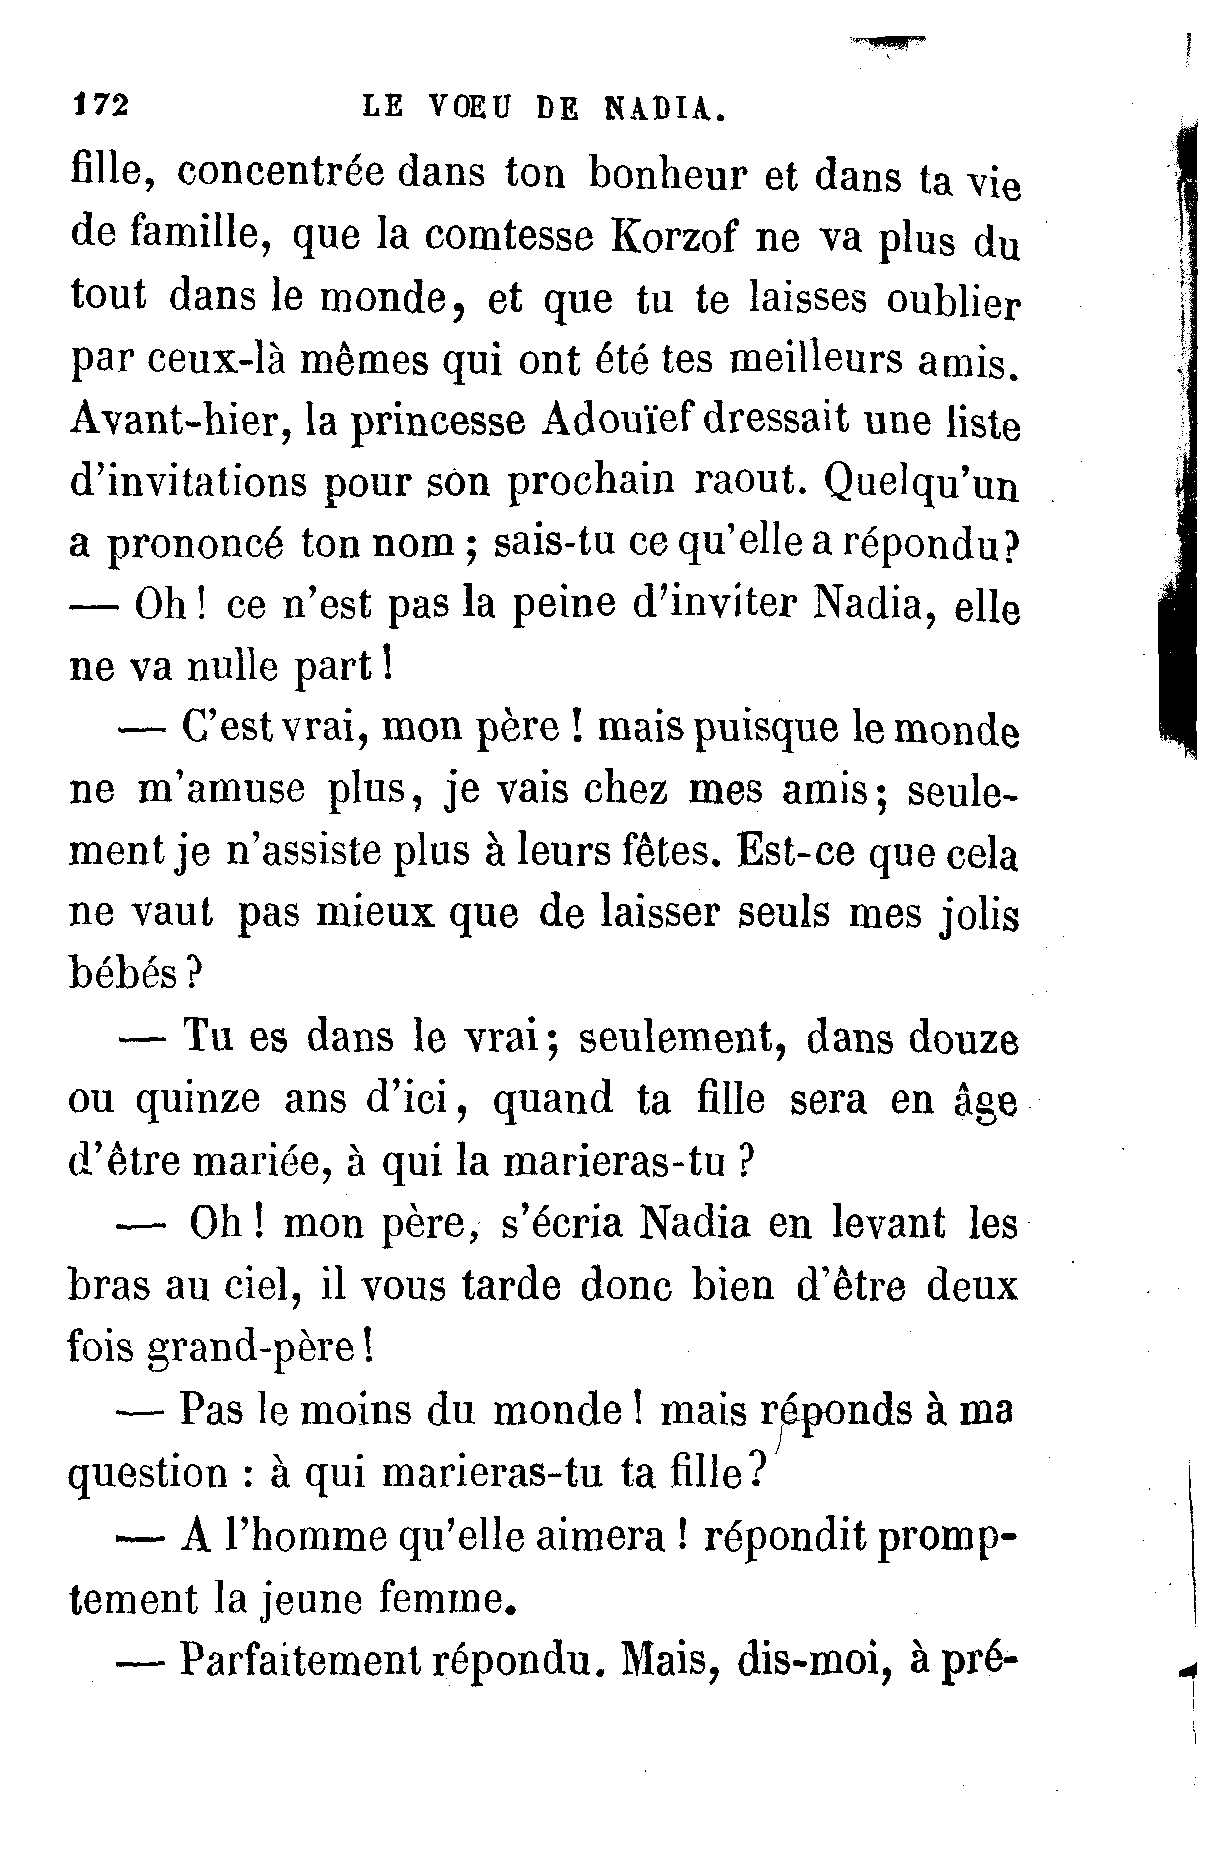 172 LE VŒU DE NADIA.
fille, concentrée dans ton bonheur et dans ta vie
de famille, que la comtesse Korzof ne va plus du
tout dans le monde, et que tu te laisses oublier
par ceux-là mêmes qui ont été tes meilleurs amis.
Avant-hier, la princesse Adouïef dressait une liste
d'invitations pour son prochain raout. Quelqu'un
a prononcé ton nom ; sais-tu ce qu'elle a répondu?
— Oh ! ce n'est pas la peine d'inviter Nadia, elle
ne va nulle part !
— C'est vrai, mon père ! mais puisque le monde
ne m'amuse plus, je vais chez mes amis ; seule-
ment je n'assiste plus à leurs fêtes. Est-ce que cela
ne vaut pas mieux que de laisser seuls mes jolis
bébés ?
— Tu es dans le vrai ; seulement, dans douze
ou quinze ans d'ici, quand ta fille sera en âge
d'être mariée, à qui la marieras-tu ?
— Oh ! mon père, s'écria Nadia en levant les
bras au ciel, il vous tarde donc bien d'être deux
fois grand-père !
— Pas le moins du monde ! mais réponds à ma
question : à qui marieras-tu ta fille ?
— A l'homme qu'elle aimera ! répondit promp-
tement la jeune femme.
— Parfaitement répondu. Mais, dis-moi, à pré-